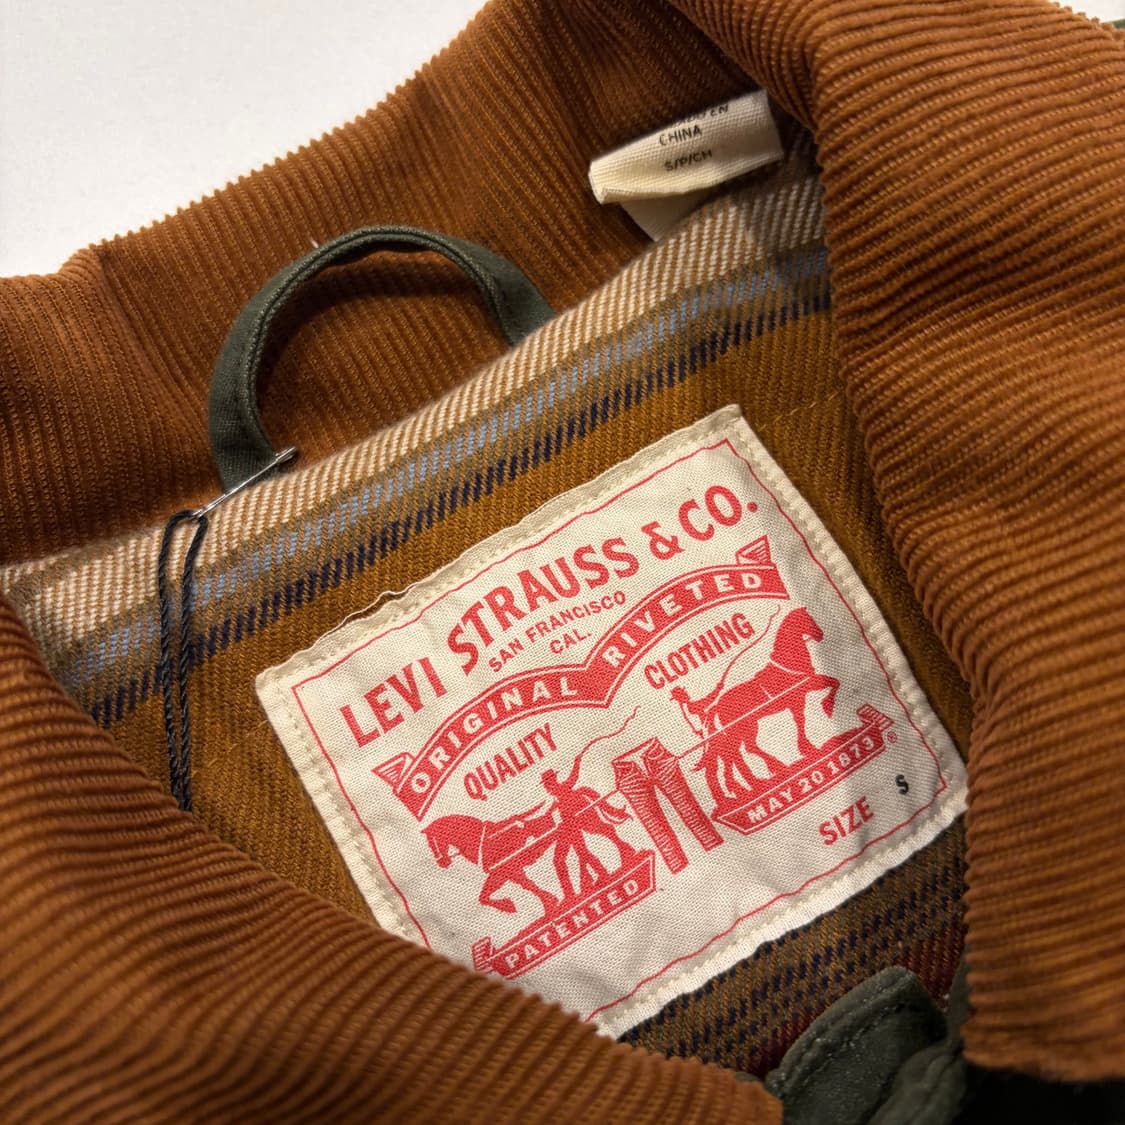 CHINA
S/P/CH
LEVI STRAUSS & CO.
SAN FRANCISCO
CAL.
ORIGINAL RIVETED
QUALITY CLOTHING
PATENTED MAY 20 1873
SIZE S